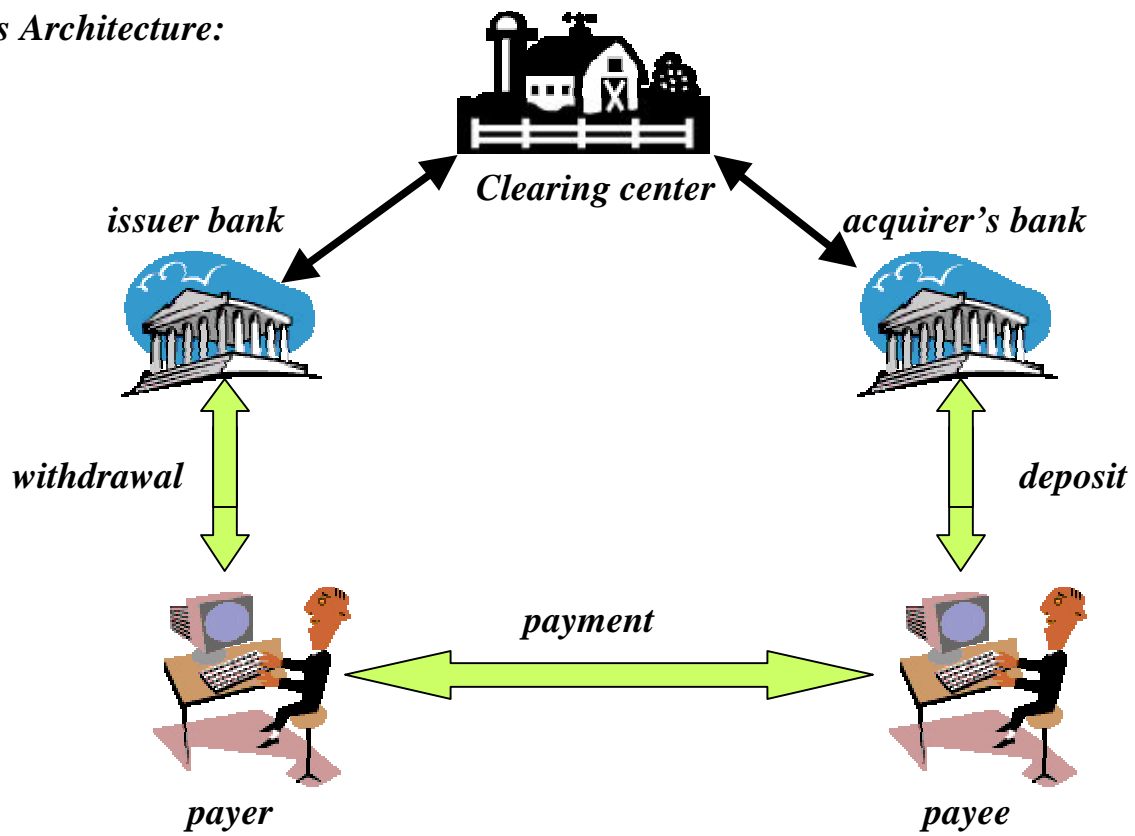 s Architecture:
Clearing center
issuer bank
acquirer's bank
withdrawal
deposit
payment
payer
payee